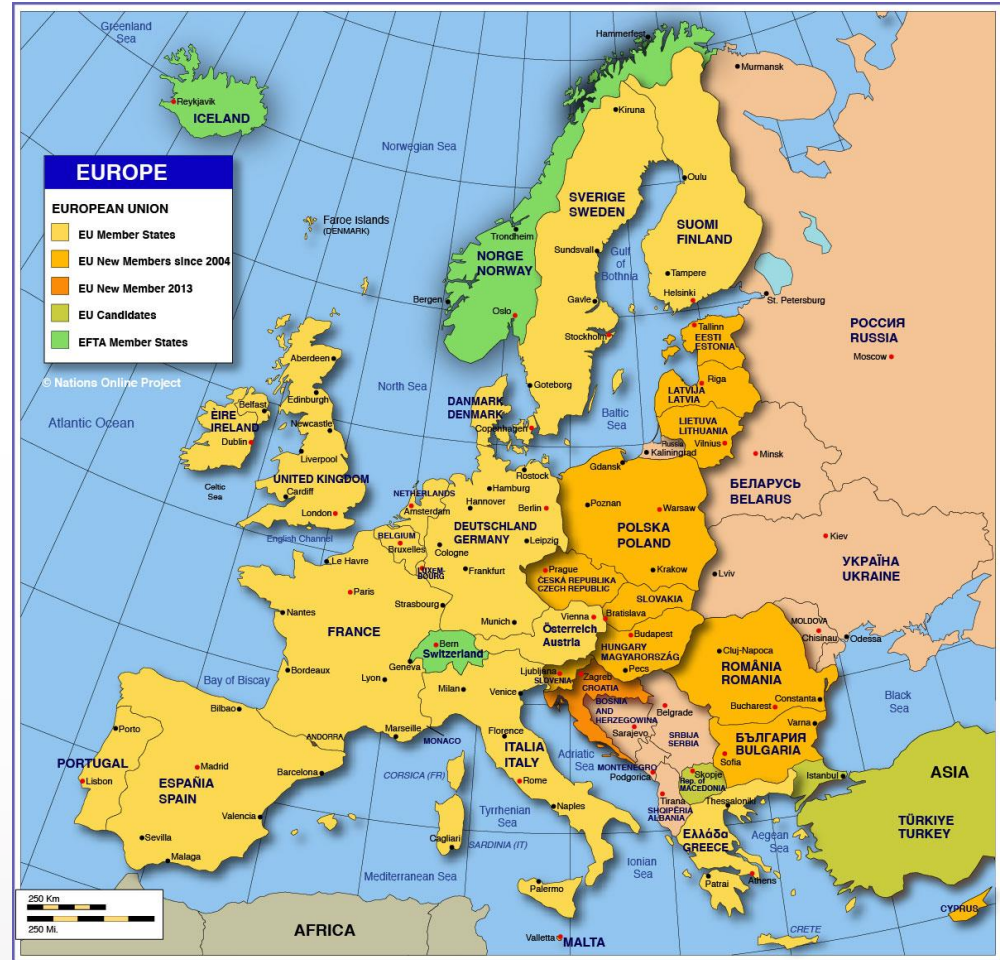 Greenland
Sea
Hammerfest
Murmansk
Reykjavik
ICELAND
Kiruna
Norwegian Sea
EUROPE
EUROPEAN UNION
EU Member States
EU New Members since 2004
EU New Member 2013
EU Candidates
EFTA Member States
© Nations Online Project
Faroe Islands
(DENMARK)
Oulu
SVERIGE
SWEDEN
SUOMI
FINLAND
Trondheim
Sundsvall
Gulf
of
Bothnia
NORGE
NORWAY
Tampere
Bergen
Gavle
Helsinki
St. Petersburg
Oslo
Stockholm
Tallinn
EESTI
ESTONIA
РОССИЯ
RUSSIA
Moscow
Aberdeen
North Sea
Goteborg
Riga
LATVIJA
LATVIA
Edinburgh
DANMARK
DENMARK
Baltic
Sea
Atlantic Ocean
Belfast
ÈIRE
IRELAND
Newcastle
Copenhagen
LIETUVA
LITHUANIA
Vilnius
Dublin
Russia
Kaliningrad
Minsk
Liverpool
Gdansk
Celtic
Sea
UNITED KINGDOM
Rostock
Hamburg
БЕЛАРУСЬ
BELARUS
Cardiff
NETHERLANDS
Hannover
Poznan
London
Amsterdam
Berlin
Warsaw
English Channel
DEUTSCHLAND
GERMANY
POLSKA
POLAND
BELGIUM
Bruxelles
Cologne
Leipzig
Kiev
Le Havre
LUXEM-
BOURG
Frankfurt
Prague
Krakow
Lviv
УКРАЇНА
UKRAINE
ČESKÁ REPUBLIKA
CZECH REPUBLIC
Paris
Strasbourg
SLOVAKIA
Nantes
Munich
Vienna
Bratislava
MOLDOVA
FRANCE
Österreich
Austria
Budapest
Chisinau
Odessa
Bern
Switzerland
HUNGARY
MAGYARORSZÁG
Cluj-Napoca
Geneva
Ljubljana
SLOVENIA
Pecs
ROMÂNIA
ROMANIA
Bordeaux
Lyon
Milan
Venice
Zagreb
CROATIA
Bay of Biscay
BOSNIA
AND
HERZEGOWINA
Belgrade
Bucharest
Constanta
Black
Sea
Bilbao
Porto
Marseille
Florence
Sarajevo
SRBIJA
SERBIA
Varna
БЪЛГАРИЯ
BULGARIA
ANDORRA
MONACO
ITALIA
ITALY
Adriatic
Sea
Sofia
PORTUGAL
Lisbon
Madrid
ESPAÑA
SPAIN
Barcelona
CORSICA (FR)
Rome
MONTENEGRO
Podgorica
Skopje
Rep. of
MACEDONIA
Istanbul
ASIA
Tirana
SHQIPËRIA
ALBANIA
Thessaloniki
Valencia
Tyrrhenian
Sea
Naples
TÜRKIYE
TURKEY
Sevilla
Cagliari
SARDINIA (IT)
Ελλάδα
GREECE
Aegean
Sea
Malaga
Mediterranean Sea
Ionian
Sea
Palermo
Patrai
Athens
250 Km
250 Mi.
CYPRUS
AFRICA
Valletta
MALTA
CRETE